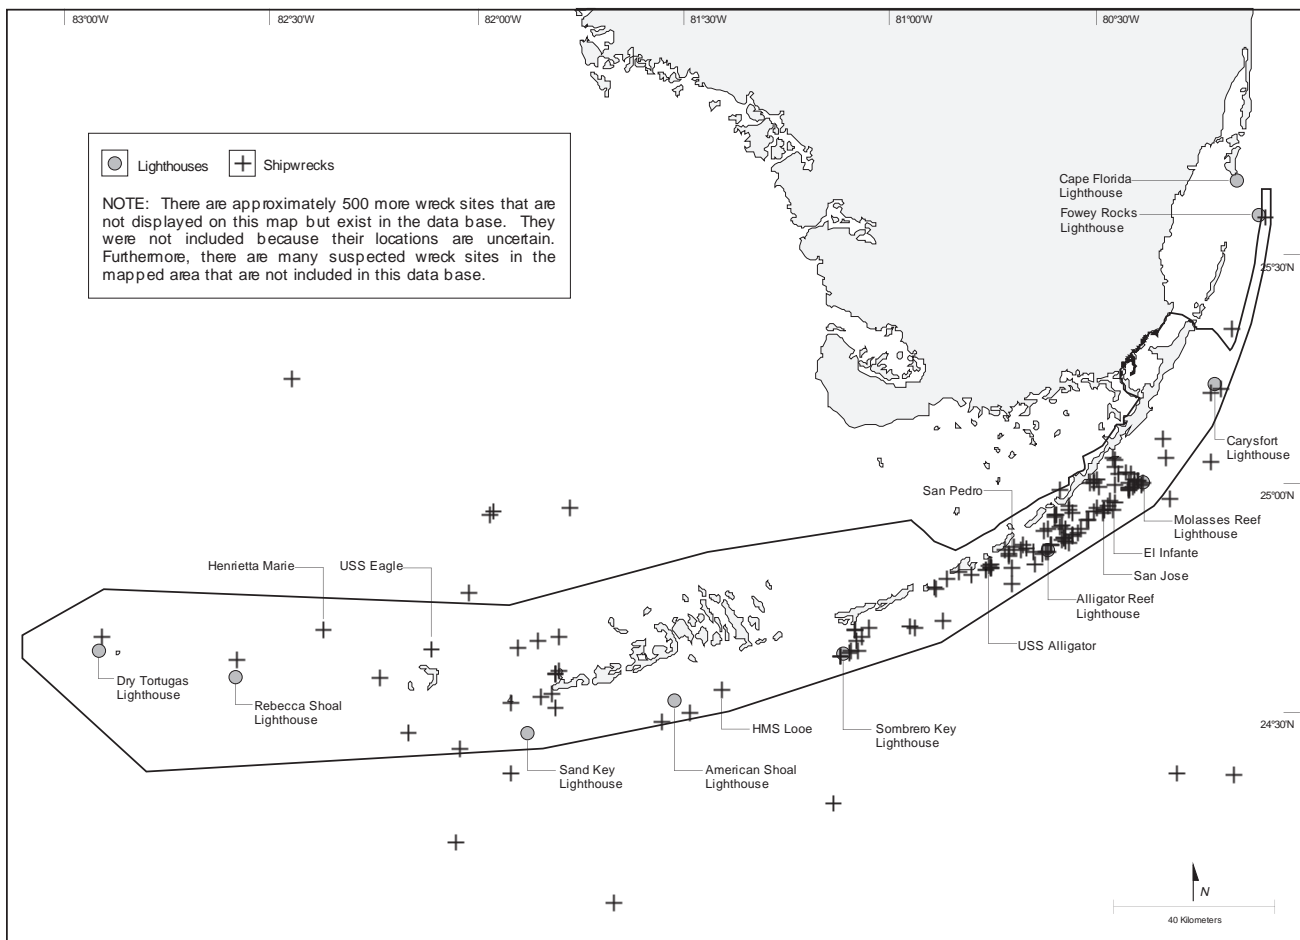 83°00'W
82°30'W
82°00'W
81°30'W
81°00'W
80°30'W
Lighthouses
Shipwrecks
NOTE: There are approximately 500 more wreck sites that are
not displayed on this map but exist in the data base. They
were not included because their locations are uncertain.
Furthermore, there are many suspected wreck sites in the
mapped area that are not included in this data base.
Cape Florida
Lighthouse
Fowey Rocks
Lighthouse
25°30'N
Carysfort
Lighthouse
San Pedro
25°00'N
Molasses Reef
Lighthouse
El Infante
San Jose
Henrietta Marie
USS Eagle
Alligator Reef
Lighthouse
USS Alligator
Dry Tortugas
Lighthouse
Rebecca Shoal
Lighthouse
HMS Looe
Sombrero Key
Lighthouse
24°30'N
Sand Key
Lighthouse
American Shoal
Lighthouse
N
40 Kilometers